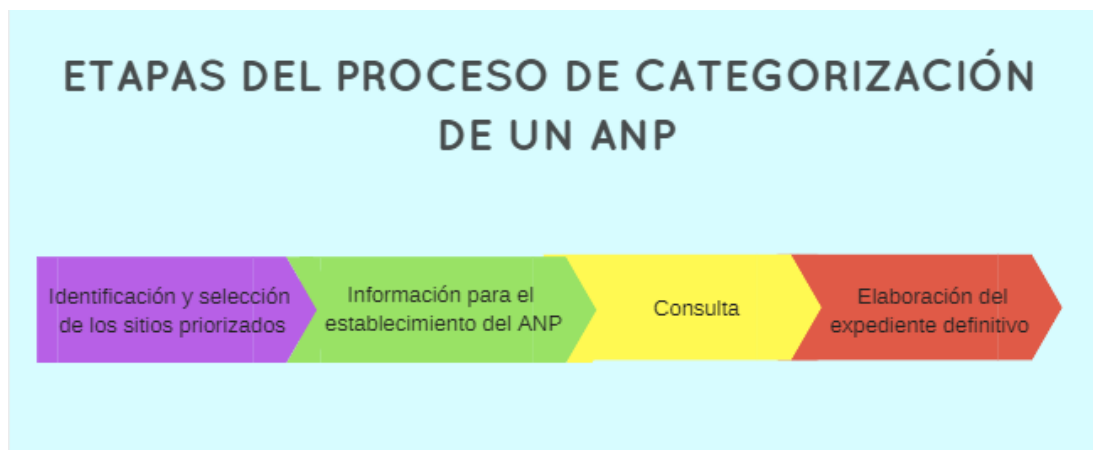 ETAPAS DEL PROCESO DE CATEGORIZACIÓN
DE UN ANP
Identificación y selección
de los sitios priorizados
Información para el
establecimiento del ANP
Consulta
Elaboración del
expediente definitivo